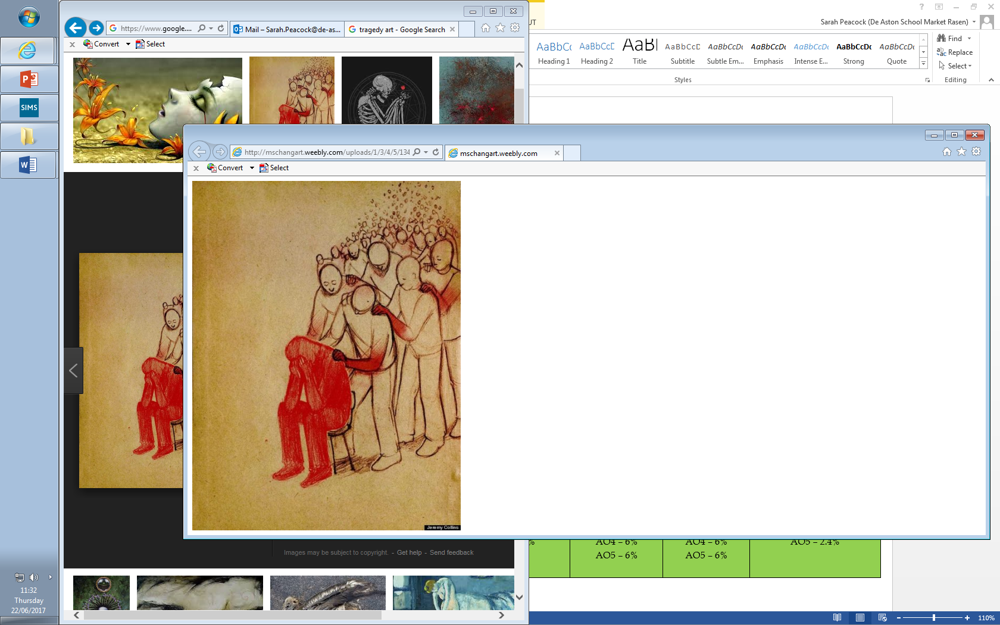 https://www.google....
Mail – Sarah.Peacock@de-as...
tragedy art - Google Search
Convert
Select
UT
Sarah Peacock (De Aston School Market Rasen)
AaBbCc
AaBbCcD
AaBl
AaBbCcD
AaBbCcDc
AaBbCcDc
AaBbCcDc
AaBbCcDc
AaBbCcDc
Heading 1
Heading 2
Title
Subtitle
Subtle Em...
Emphasis
Intense E...
Strong
Quote
Styles
Find
Replace
Select
Editing
SIMS
http://mschangart.weebly.com/uploads/1/3/4/5/134
mschangart.weebly.com
Convert
Select
Jeremy Collins
%
AO4 – 6%
AO4 – 6%
AO5 – 2.4%
AO5 – 6%
AO5 – 6%
Images may be subject to copyright. - Get help - Send feedback
11:32
Thursday
22/06/2017
110%